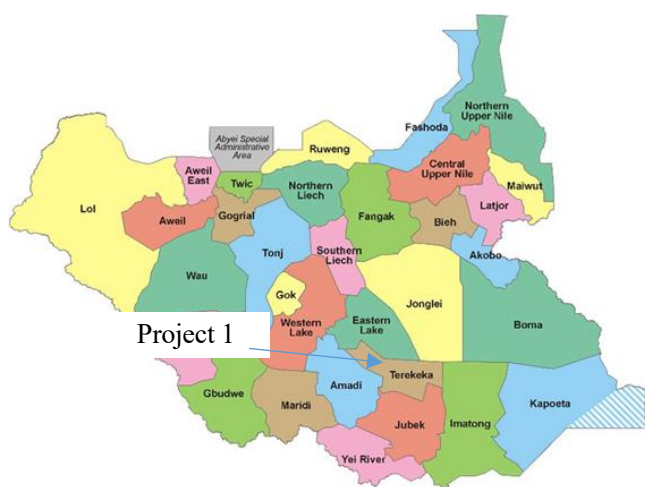 Northern
Upper Nile
Fashoda
Abyei Special
Administrative
Area
Ruweng
Central
Upper Nile
Aweil
East
Twic
Northern
Liech
Maiwut
Lol
Latjor
Aweil
Gogrial
Fangak
Bieh
Tonj
Southern
Liech
Akobo
Wau
Gok
Jonglei
Western
Lake
Eastern
Lake
Boma
Project 1
Terekeka
Gbudwe
Amadi
Maridi
Jubek
Imatong
Kapoeta
Yei River